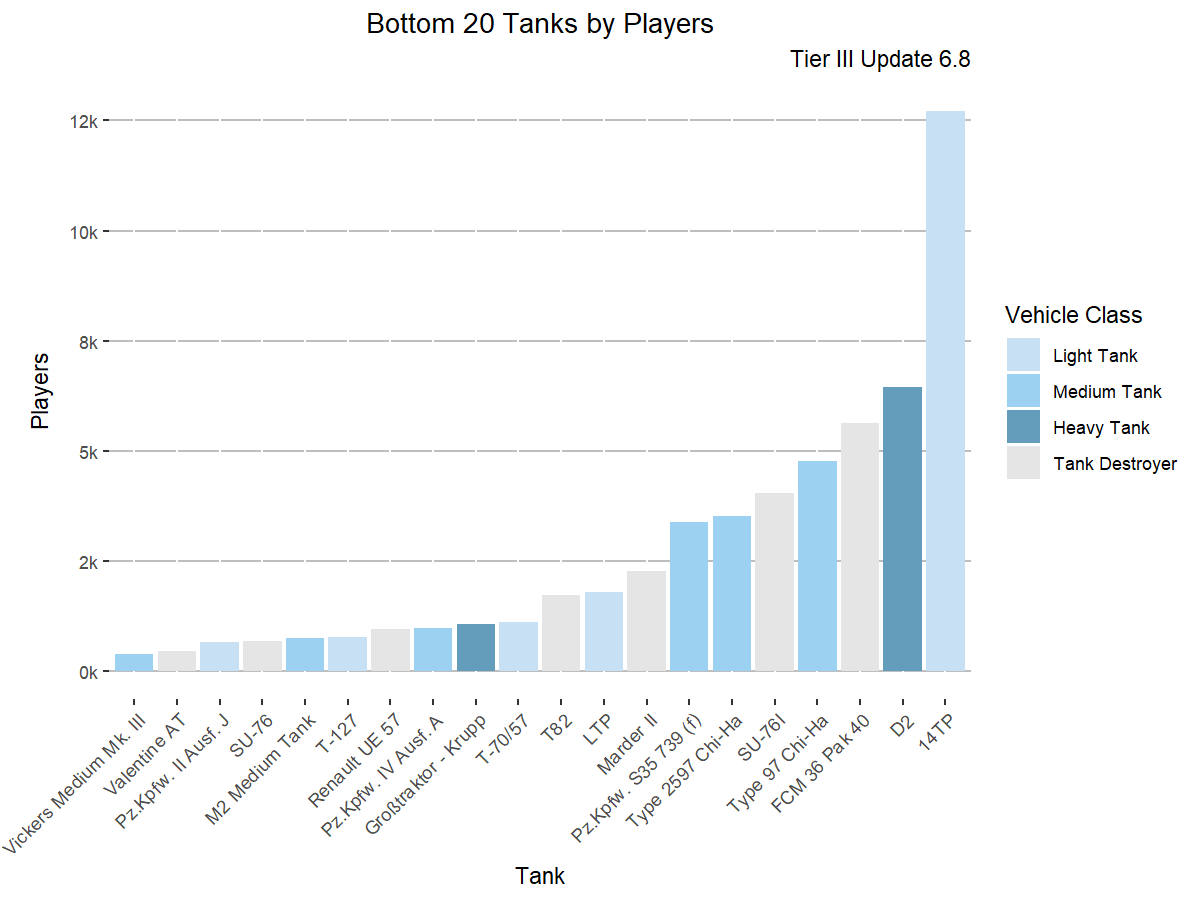 Bottom 20 Tanks by Players
Tier III Update 6.8
12k
10k
8k
5k
2k
0k
Players
Vickers Medium Mk. III
Valentine AT
Pz.Kpfw. II Ausf. J
SU-76
M2 Medium Tank
T-127
Renault UE 57
Pz.Kpfw. IV Ausf. A
Großtraktor - Krupp
T-70/57
T82
LTP
Marder II
Pz.Kpfw. S35 739 (f)
Type 2597 Chi-Ha
SU-76I
Type 97 Chi-Ha
FCM 36 Pak 40
D2
14TP
Tank
Vehicle Class
Light Tank
Medium Tank
Heavy Tank
Tank Destroyer